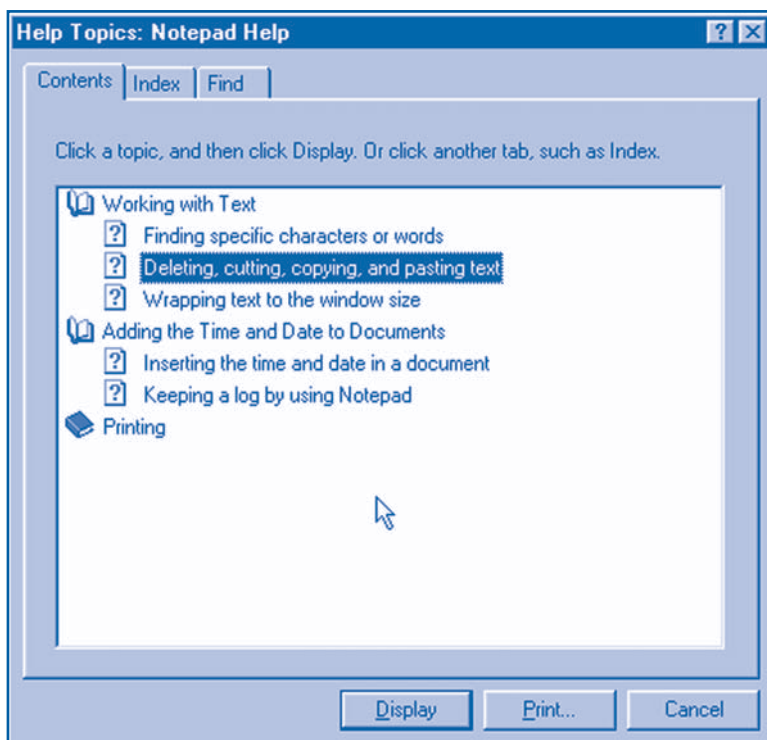 Help Topics: Notepad Help
Contents Index Find
Click a topic, and then click Display. Or click another tab, such as Index.
Working with Text
? Finding specific characters or words
? Deleting, cutting, copying, and pasting text
? Wrapping text to the window size
Adding the Time and Date to Documents
? Inserting the time and date in a document
? Keeping a log by using Notepad
Printing
Display Print... Cancel